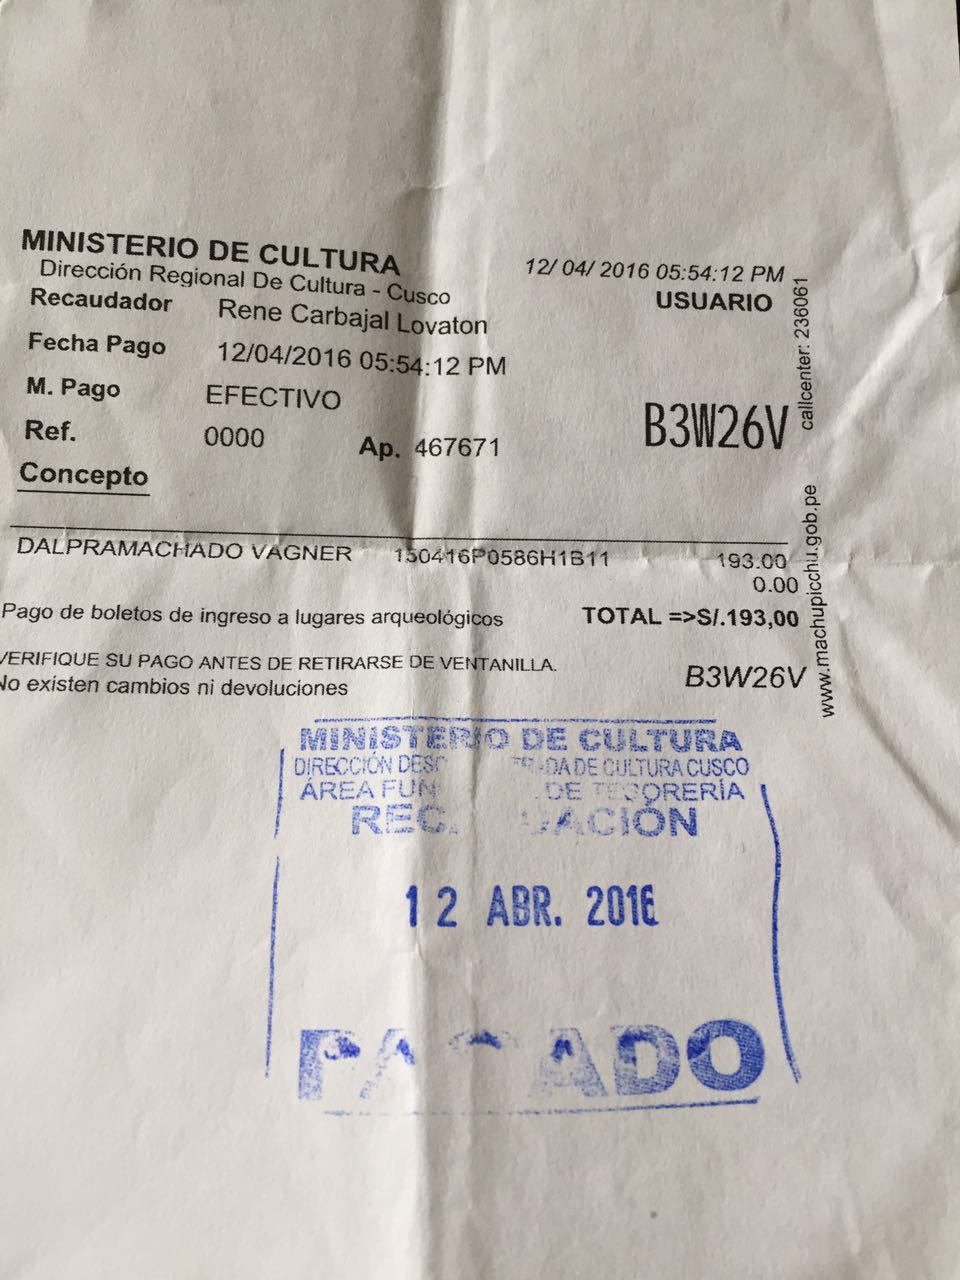 MINISTERIO DE CULTURA
Dirección Regional De Cultura - Cusco
12/ 04/ 2016 05:54:12 PM
USUARIO
Recaudador Rene Carbajal Lovaton
Fecha Pago 12/04/2016 05:54:12 PM
M. Pago EFECTIVO
Ref. 0000 Ap. 467671
B3W26V
Concepto
DALPRAMACHADO VAGNER 150416P0586H1B11 193.00
0.00
Pago de boletos de ingreso a lugares arqueológicos TOTAL =>S/.193,00
VERIFIQUE SU PAGO ANTES DE RETIRARSE DE VENTANILLA.
No existen cambios ni devoluciones
B3W26V
www.machupicchu.gob.pe callcenter: 236061
MINISTERIO DE CULTURA
DIRECCIÓN DE CULTURA CUSCO
ÁREA DE TESORERÍA
12 ABR. 2016
PAGADO